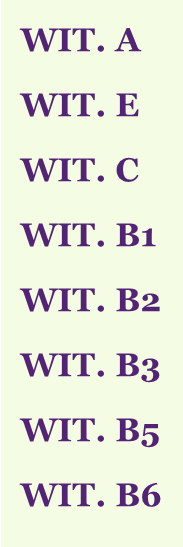 WIT. A
WIT. E
WIT. C
WIT. B1
WIT. B2
WIT. B3
WIT. B5
WIT. B6